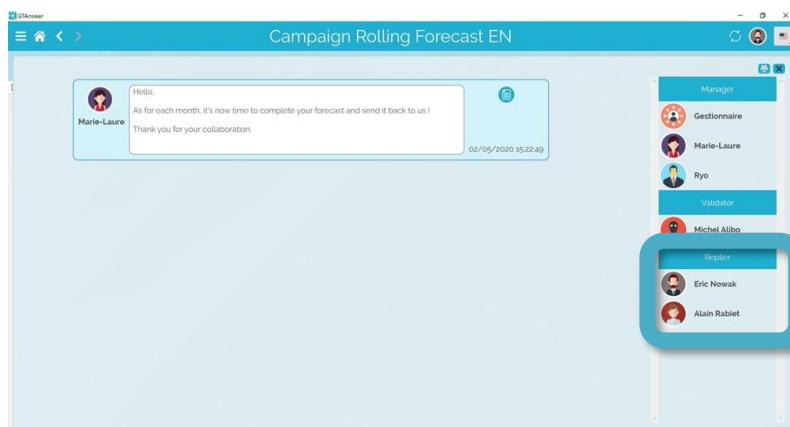 GTAnswer
Campaign Rolling Forecast EN
Hello,
As for each month, it's now time to complete your forecast and send it back to us !
Thank you for your collaboration.
Marie-Laure
02/05/2020 15:22:49
Manager
Gestionnaire
Marie-Laure
Ryo
Validator
Michel Alibo
Replier
Eric Nowak
Alain Rabiet